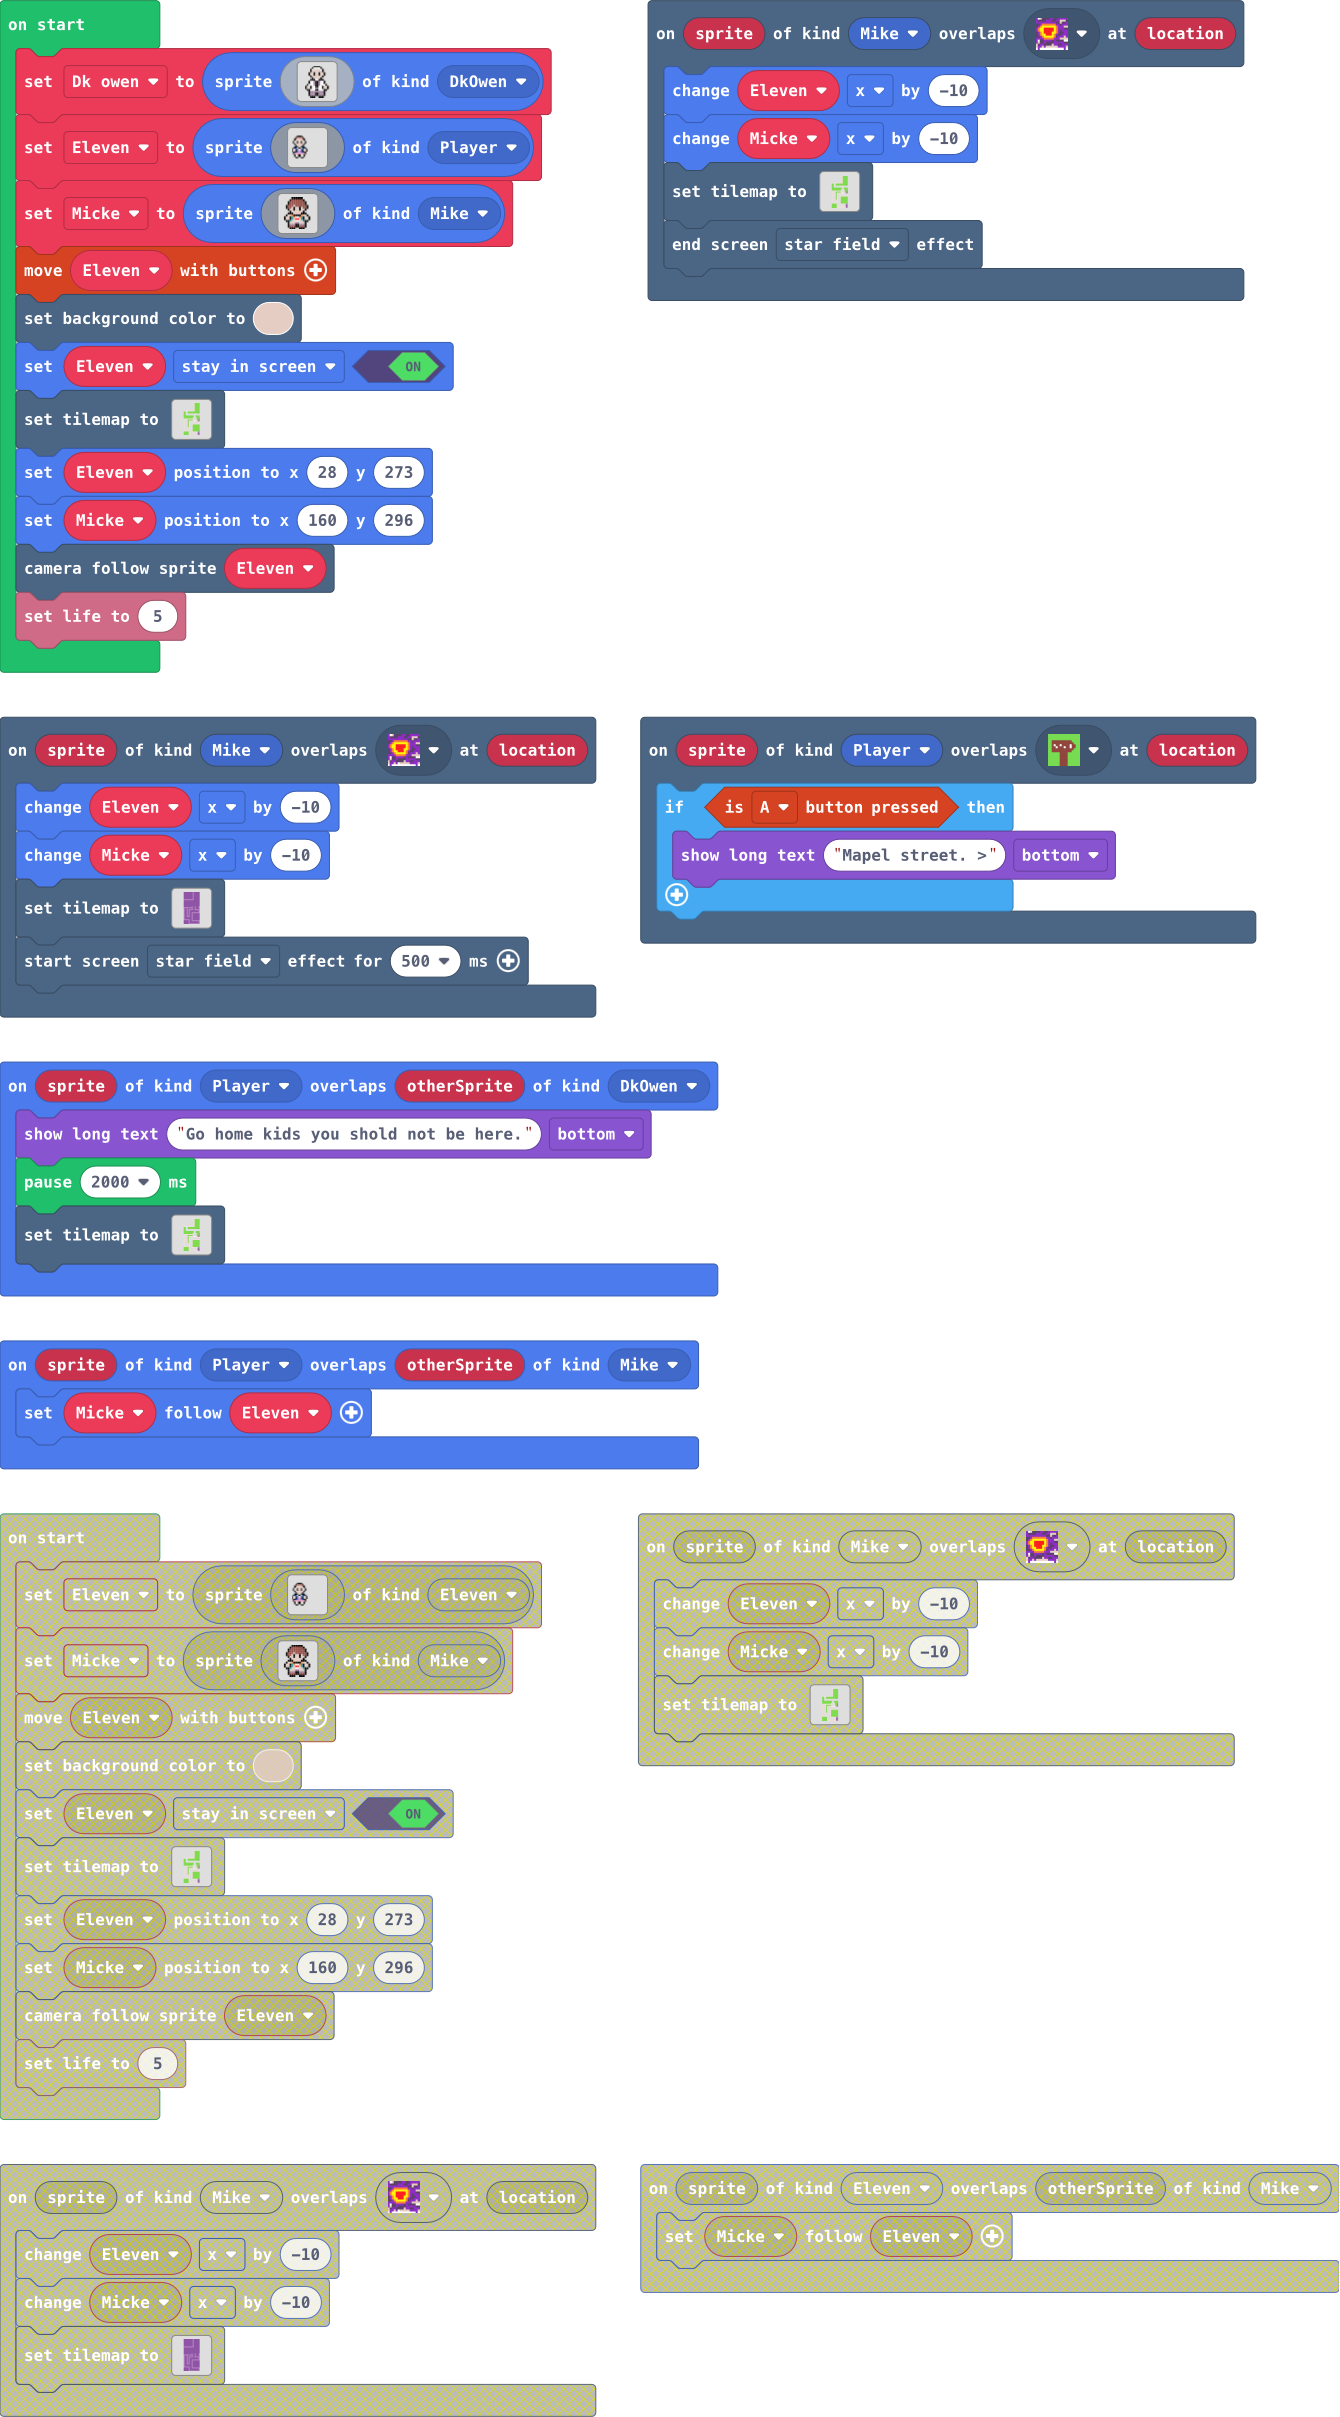 on start
set Dk owen to sprite of kind DkOwen
set Eleven to sprite of kind Player
set Micke to sprite of kind Mike
move Eleven with buttons
set background color to
set Eleven stay in screen ON
set tilemap to
set Eleven position to x 28 y 273
set Micke position to x 160 y 296
camera follow sprite Eleven
set life to 5
on sprite of kind Mike overlaps at location
change Eleven x by -10
change Micke x by -10
set tilemap to
end screen star field effect
on sprite of kind Mike overlaps at location
change Eleven x by -10
change Micke x by -10
set tilemap to
start screen star field effect for 500 ms
on sprite of kind Player overlaps at location
if is A button pressed then
show long text "Mapel street. >" bottom
on sprite of kind Player overlaps otherSprite of kind DkOwen
show long text "Go home kids you shold not be here." bottom
pause 2000 ms
set tilemap to
on sprite of kind Player overlaps otherSprite of kind Mike
set Micke follow Eleven
on start
set Eleven to sprite of kind Eleven
set Micke to sprite of kind Mike
move Eleven with buttons
set background color to
set Eleven stay in screen ON
set tilemap to
set Eleven position to x 28 y 273
set Micke position to x 160 y 296
camera follow sprite Eleven
set life to 5
on sprite of kind Mike overlaps at location
change Eleven x by -10
change Micke x by -10
set tilemap to
on sprite of kind Mike overlaps at location
change Eleven x by -10
change Micke x by -10
set tilemap to
on sprite of kind Eleven overlaps otherSprite of kind Mike
set Micke follow Eleven